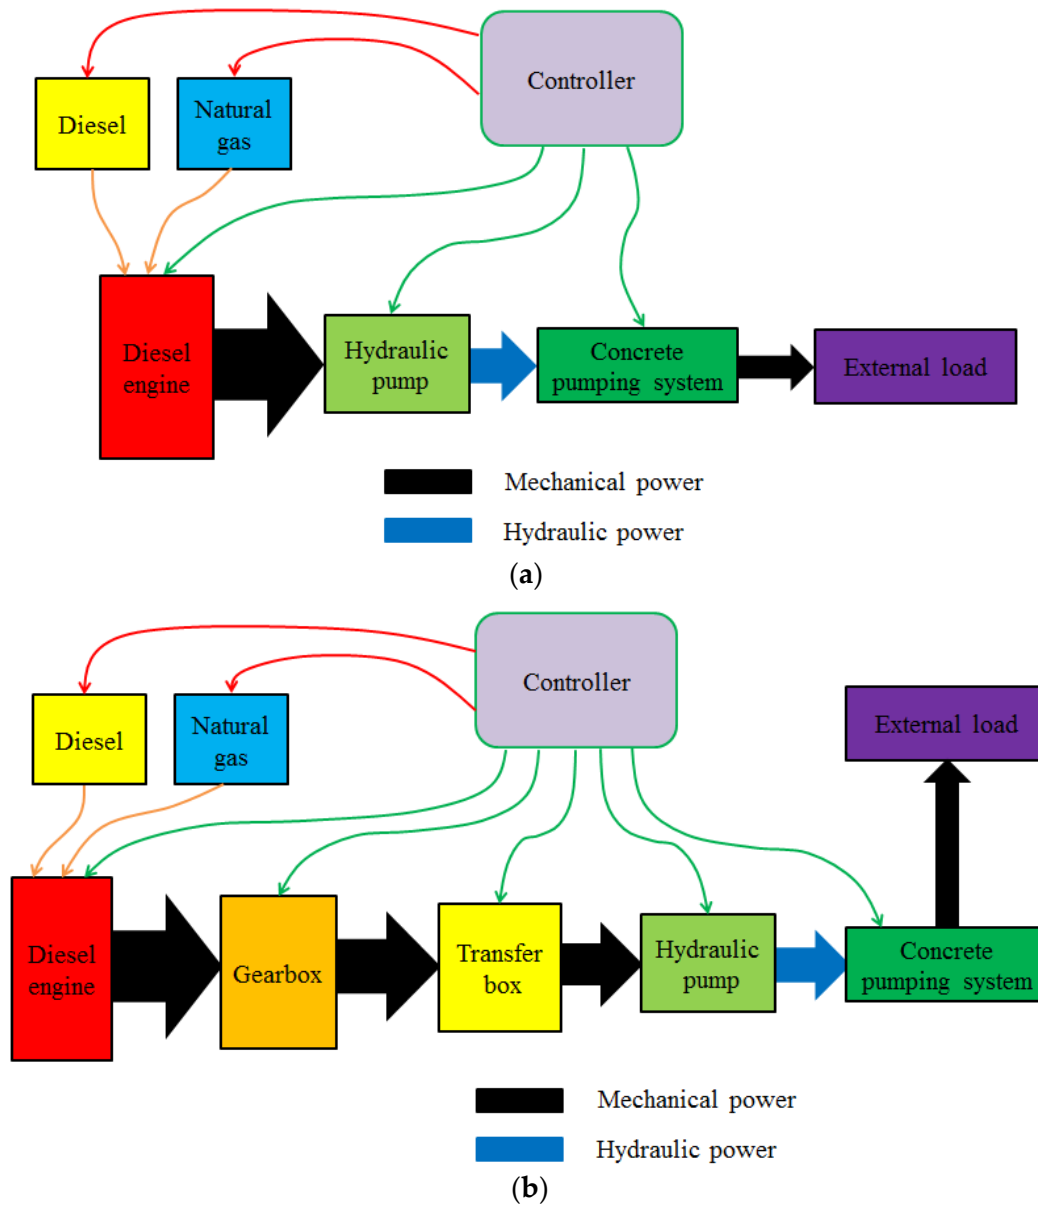 Controller
Diesel
Natural
gas
Diesel
engine
Hydraulic
pump
Concrete
pumping system
External load
Mechanical power
Hydraulic power
(a)
Controller
Diesel
Natural
gas
External load
Diesel
engine
Gearbox
Transfer
box
Hydraulic
pump
Concrete
pumping system
Mechanical power
Hydraulic power
(b)